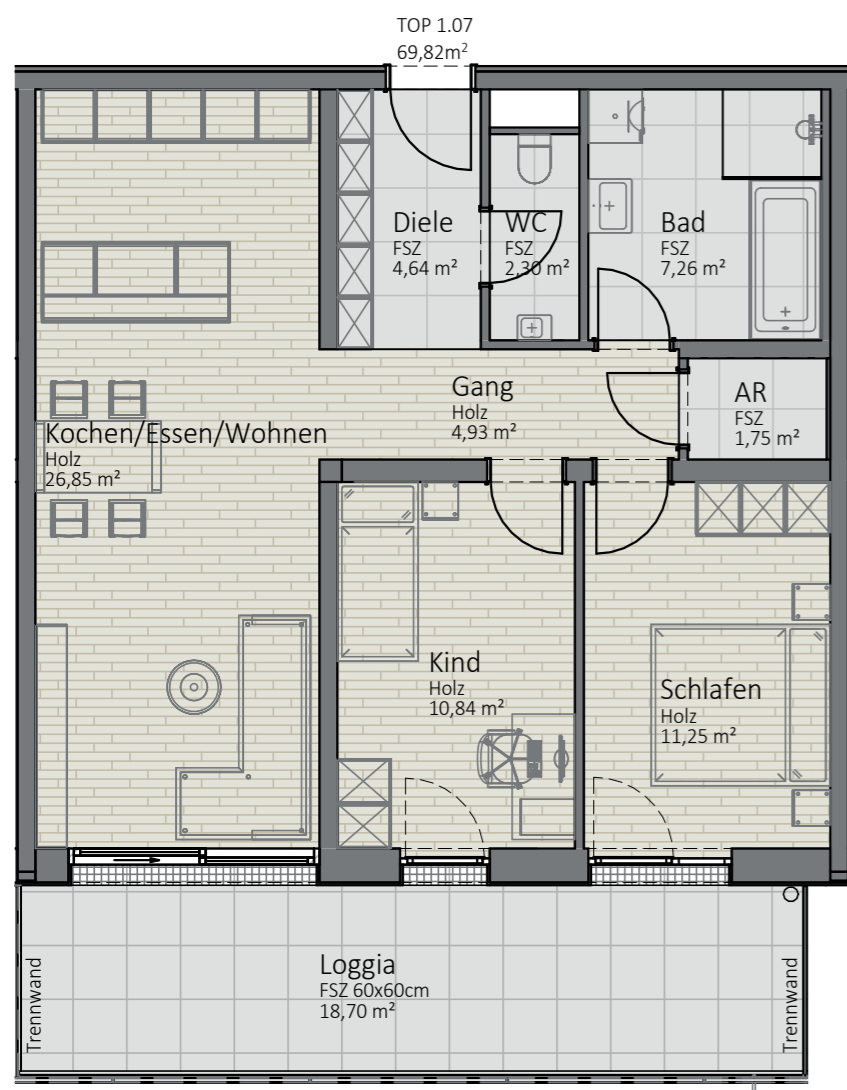 TOP 1.07
69,82m²
Diele
FSZ
4,64 m²
WC
FSZ
2,30 m²
Bad
FSZ
7,26 m²
Gang
Holz
4,93 m²
AR
FSZ
1,75 m²
Kochen/Essen/Wohnen
Holz
26,85 m²
Kind
Holz
10,84 m²
Schlafen
Holz
11,25 m²
Trennwand
Loggia
FSZ 60x60cm
18,70 m²
Trennwand